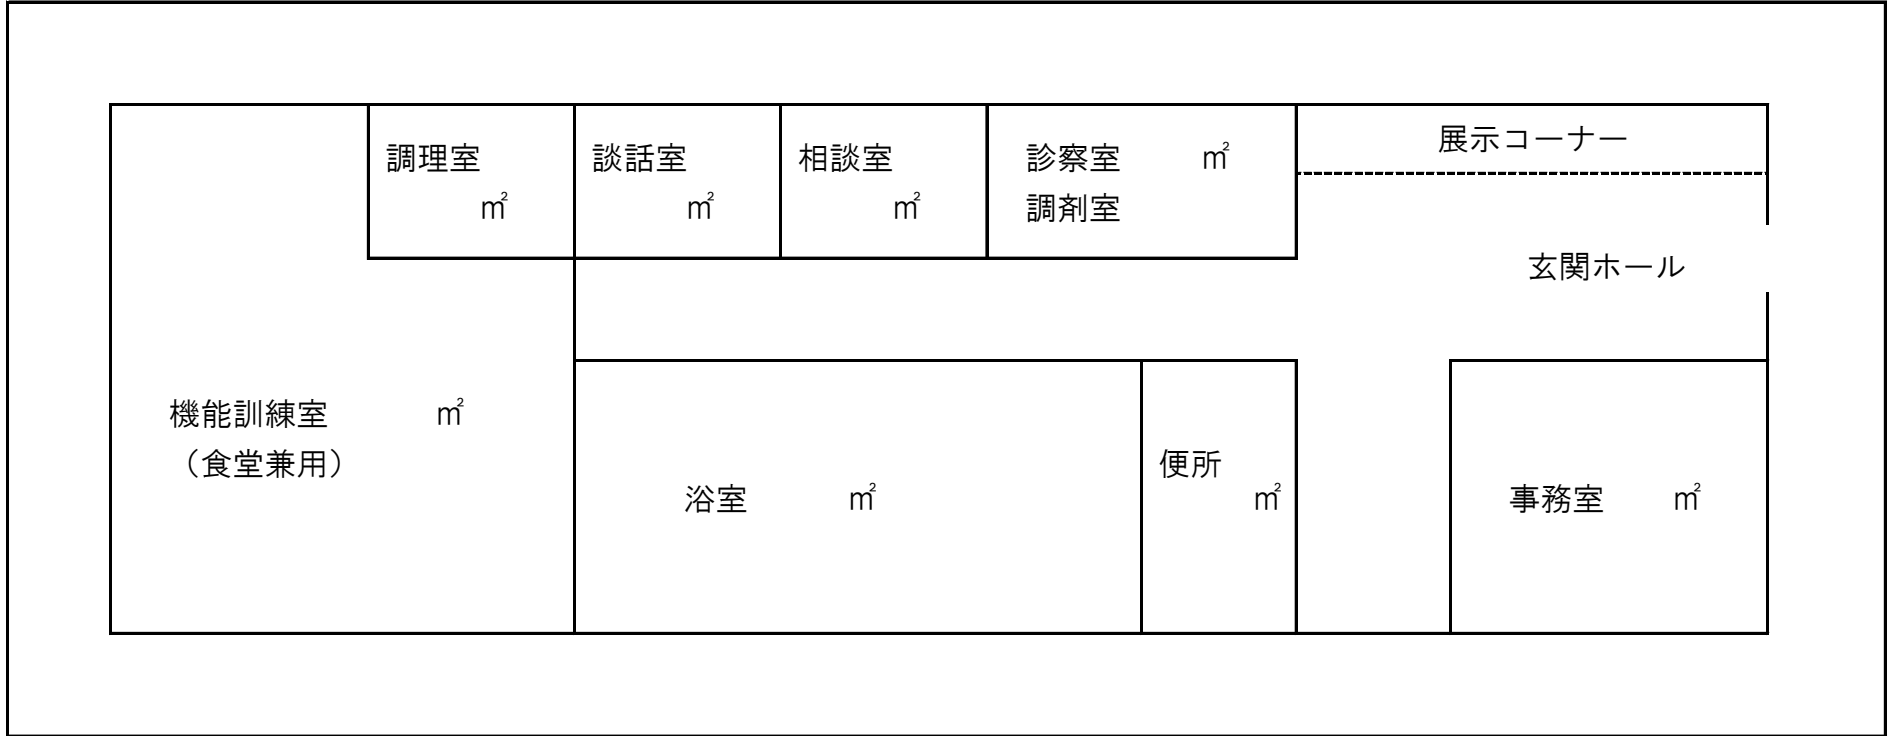 調理室
㎡
談話室
㎡
相談室
㎡
診察室 ㎡
調剤室
展示コーナー
玄関ホール
機能訓練室 ㎡
（食堂兼用）
浴室 ㎡
便所
㎡
事務室 ㎡